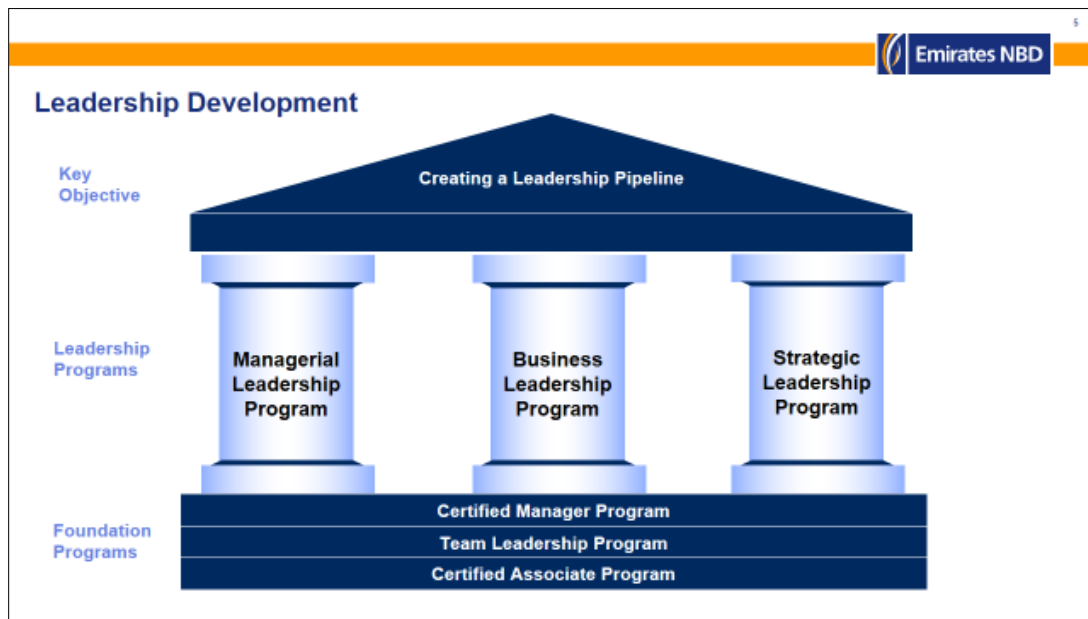 5
Emirates NBD
Leadership Development
Key
Objective
Creating a Leadership Pipeline
Leadership
Programs
Managerial
Leadership
Program
Business
Leadership
Program
Strategic
Leadership
Program
Foundation
Programs
Certified Manager Program
Team Leadership Program
Certified Associate Program